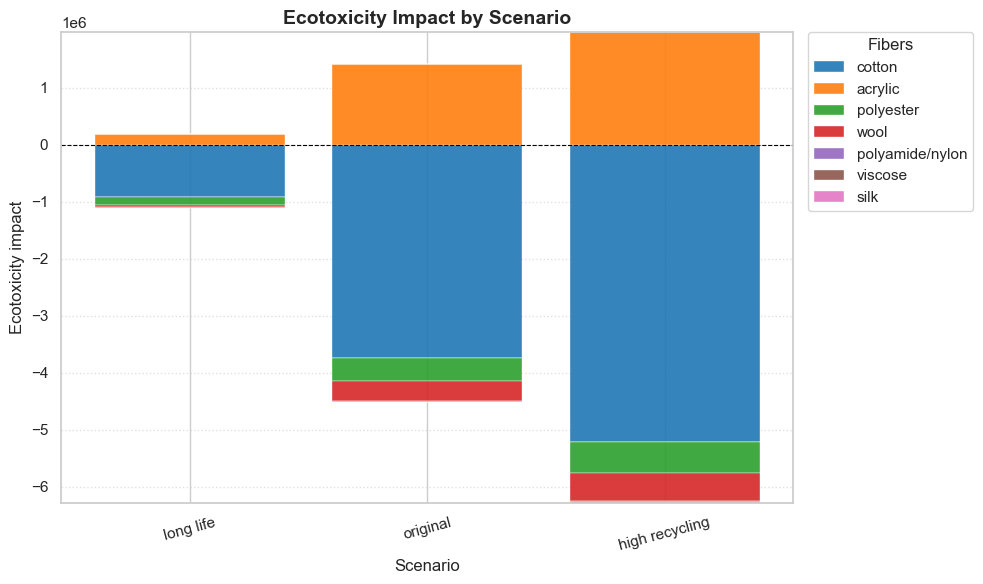 Ecotoxicity Impact by Scenario
1e6
1
0
−1
−2
−3
−4
−5
−6
Ecotoxicity impact
long life
original
high recycling
Scenario
Fibers
cotton
acrylic
polyester
wool
polyamide/nylon
viscose
silk